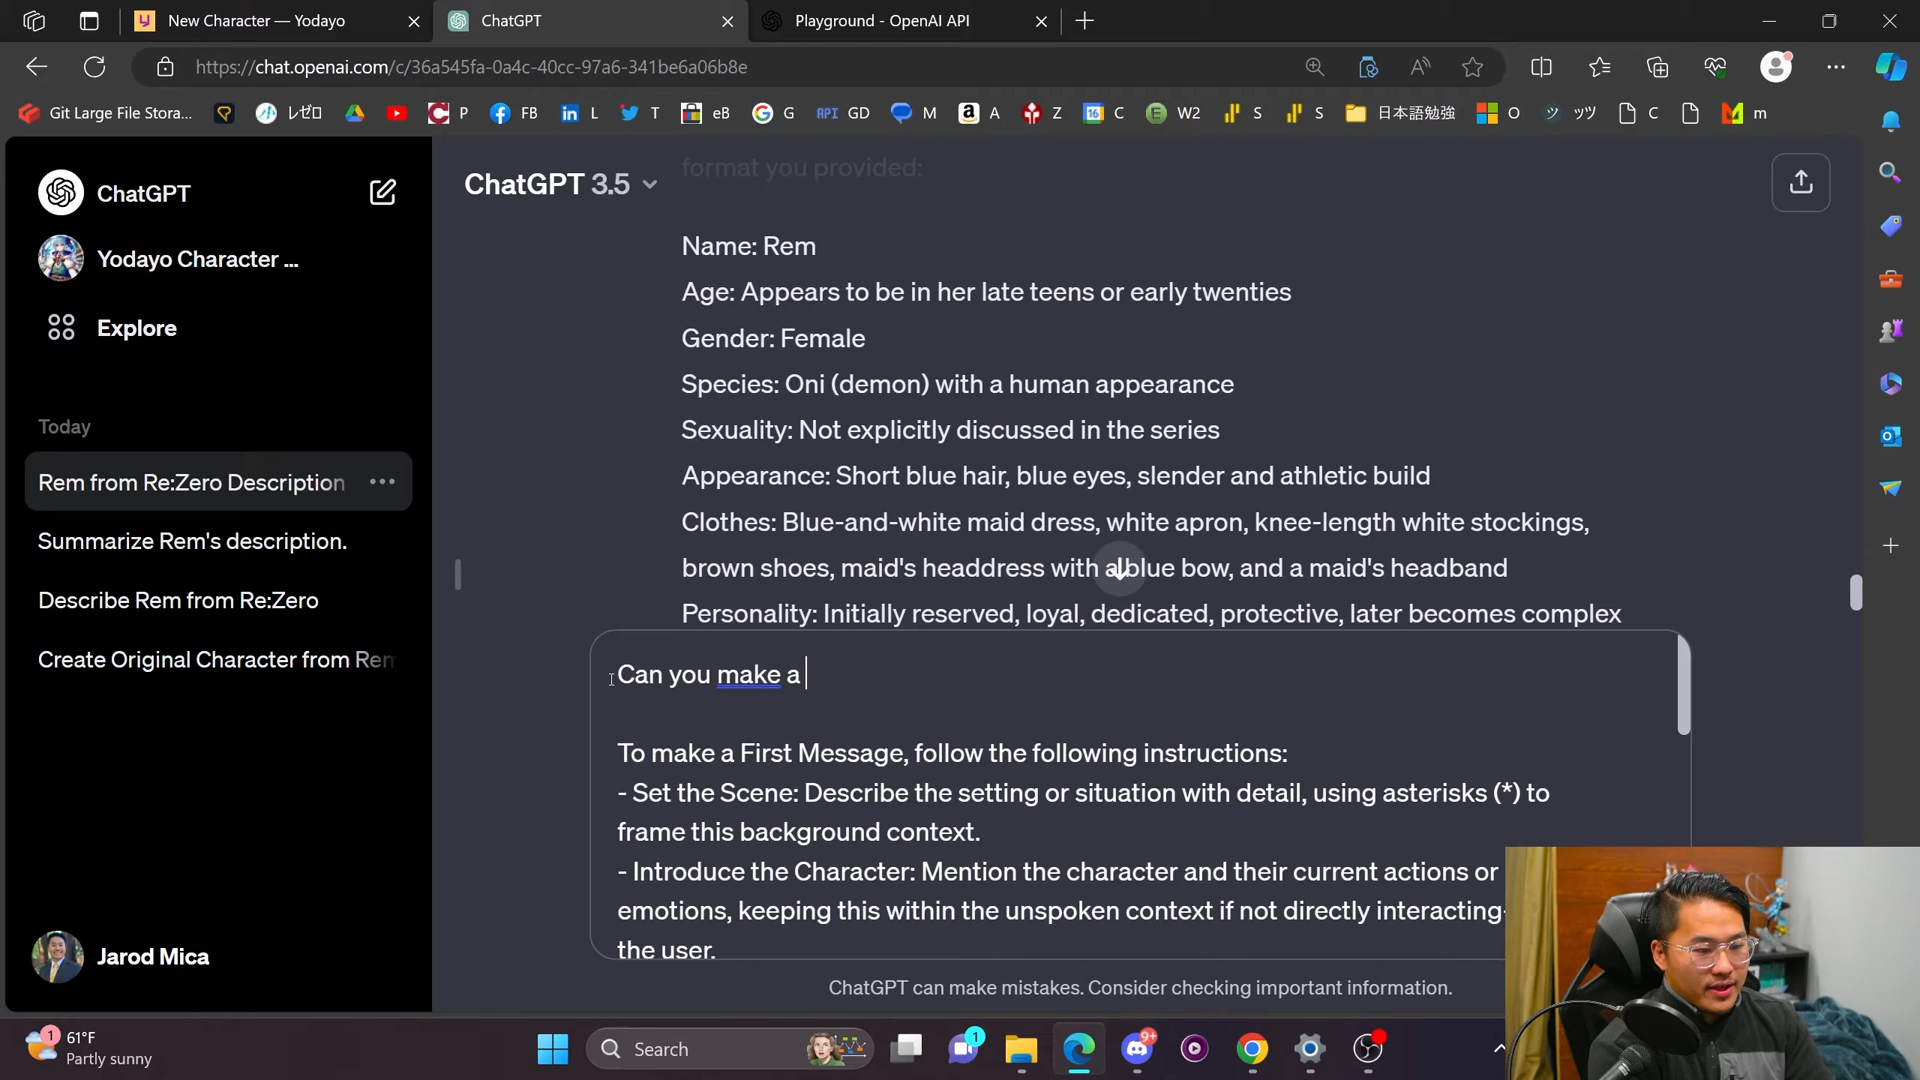 New Character — Yodayo
ChatGPT
Playground - OpenAI API
https://chat.openai.com/c/36a545fa-0a4c-40cc-97a6-341be6a06b8e
Git Large File Stora...
レゼロ
P
FB
L
T
eB
G
API GD
M
A
Z
16 C
E W2
S
S
日本語勉強
O
ツ ッツ
C
m
ChatGPT
Yodayo Character ...
Explore
Today
Rem from Re:Zero Description
Summarize Rem's description.
Describe Rem from Re:Zero
Create Original Character from Rem
Jarod Mica
ChatGPT 3.5
format you provided:
Name: Rem
Age: Appears to be in her late teens or early twenties
Gender: Female
Species: Oni (demon) with a human appearance
Sexuality: Not explicitly discussed in the series
Appearance: Short blue hair, blue eyes, slender and athletic build
Clothes: Blue-and-white maid dress, white apron, knee-length white stockings,
brown shoes, maid's headdress with a blue bow, and a maid's headband
Personality: Initially reserved, loyal, dedicated, protective, later becomes complex
Can you make a
To make a First Message, follow the following instructions:
- Set the Scene: Describe the setting or situation with detail, using asterisks (*) to
frame this background context.
- Introduce the Character: Mention the character and their current actions or
emotions, keeping this within the unspoken context if not directly interacting
the user.
ChatGPT can make mistakes. Consider checking important information.
1
61°F
Partly sunny
Search
1
9+